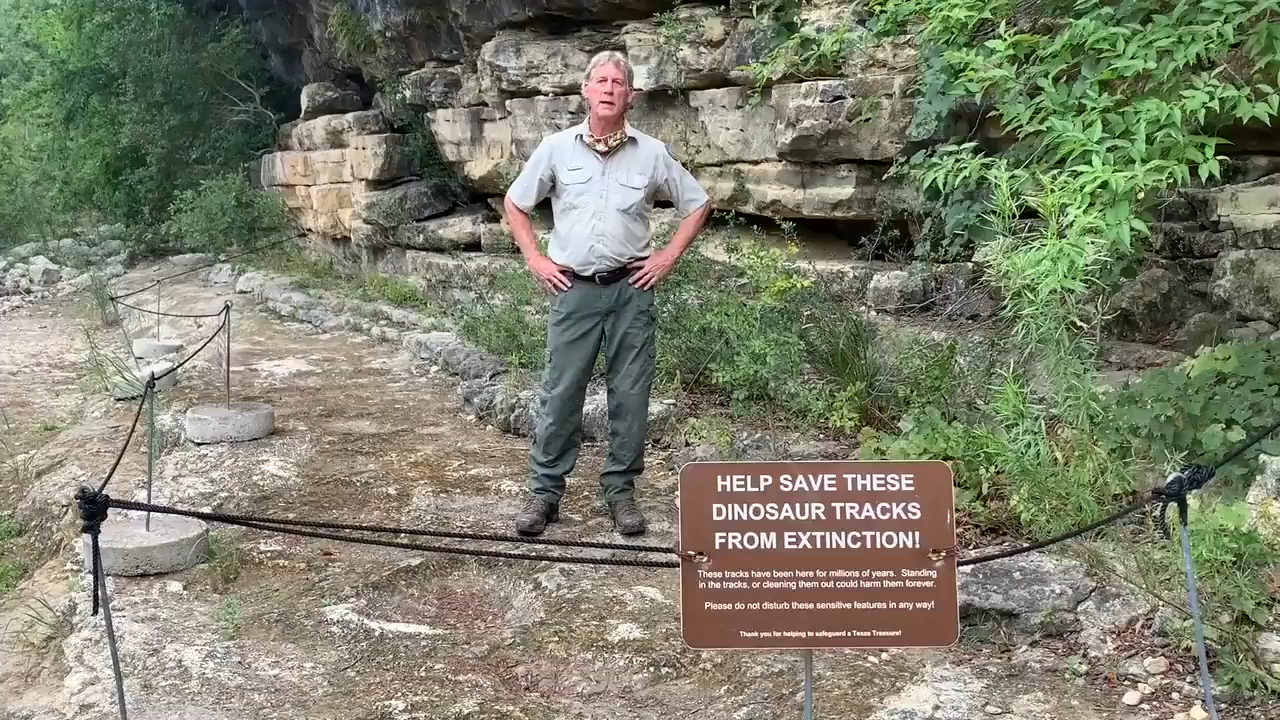 HELP SAVE THESE
DINOSAUR TRACKS
FROM EXTINCTION!
These tracks have been here for millions of years. Standing
in the tracks, or cleaning them out could harm them forever.
Please do not disturb these sensitive features in any way!
Thank you for helping to safeguard a Texas Treasure!